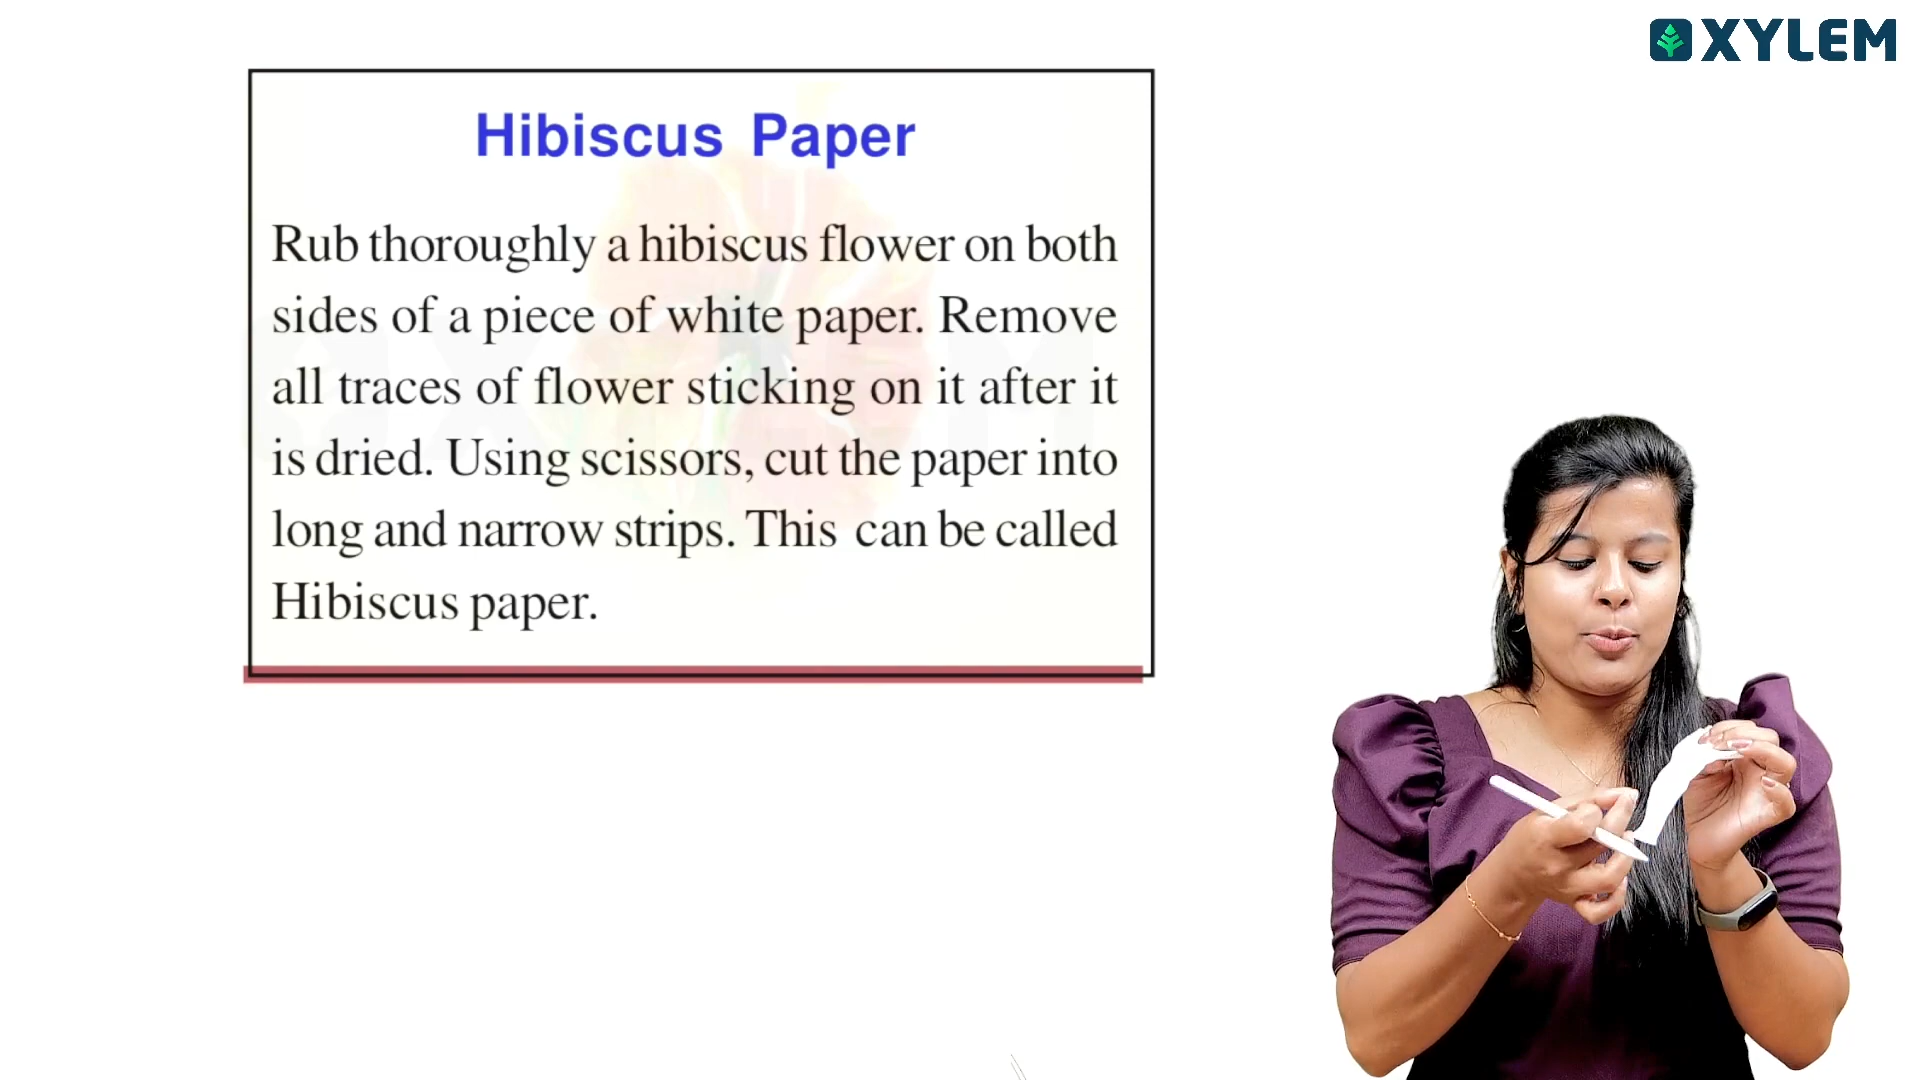 XYLEM
Hibiscus Paper
Rub thoroughly a hibiscus flower on both
sides of a piece of white paper. Remove
all traces of flower sticking on it after it
is dried. Using scissors, cut the paper into
long and narrow strips. This can be called
Hibiscus paper.